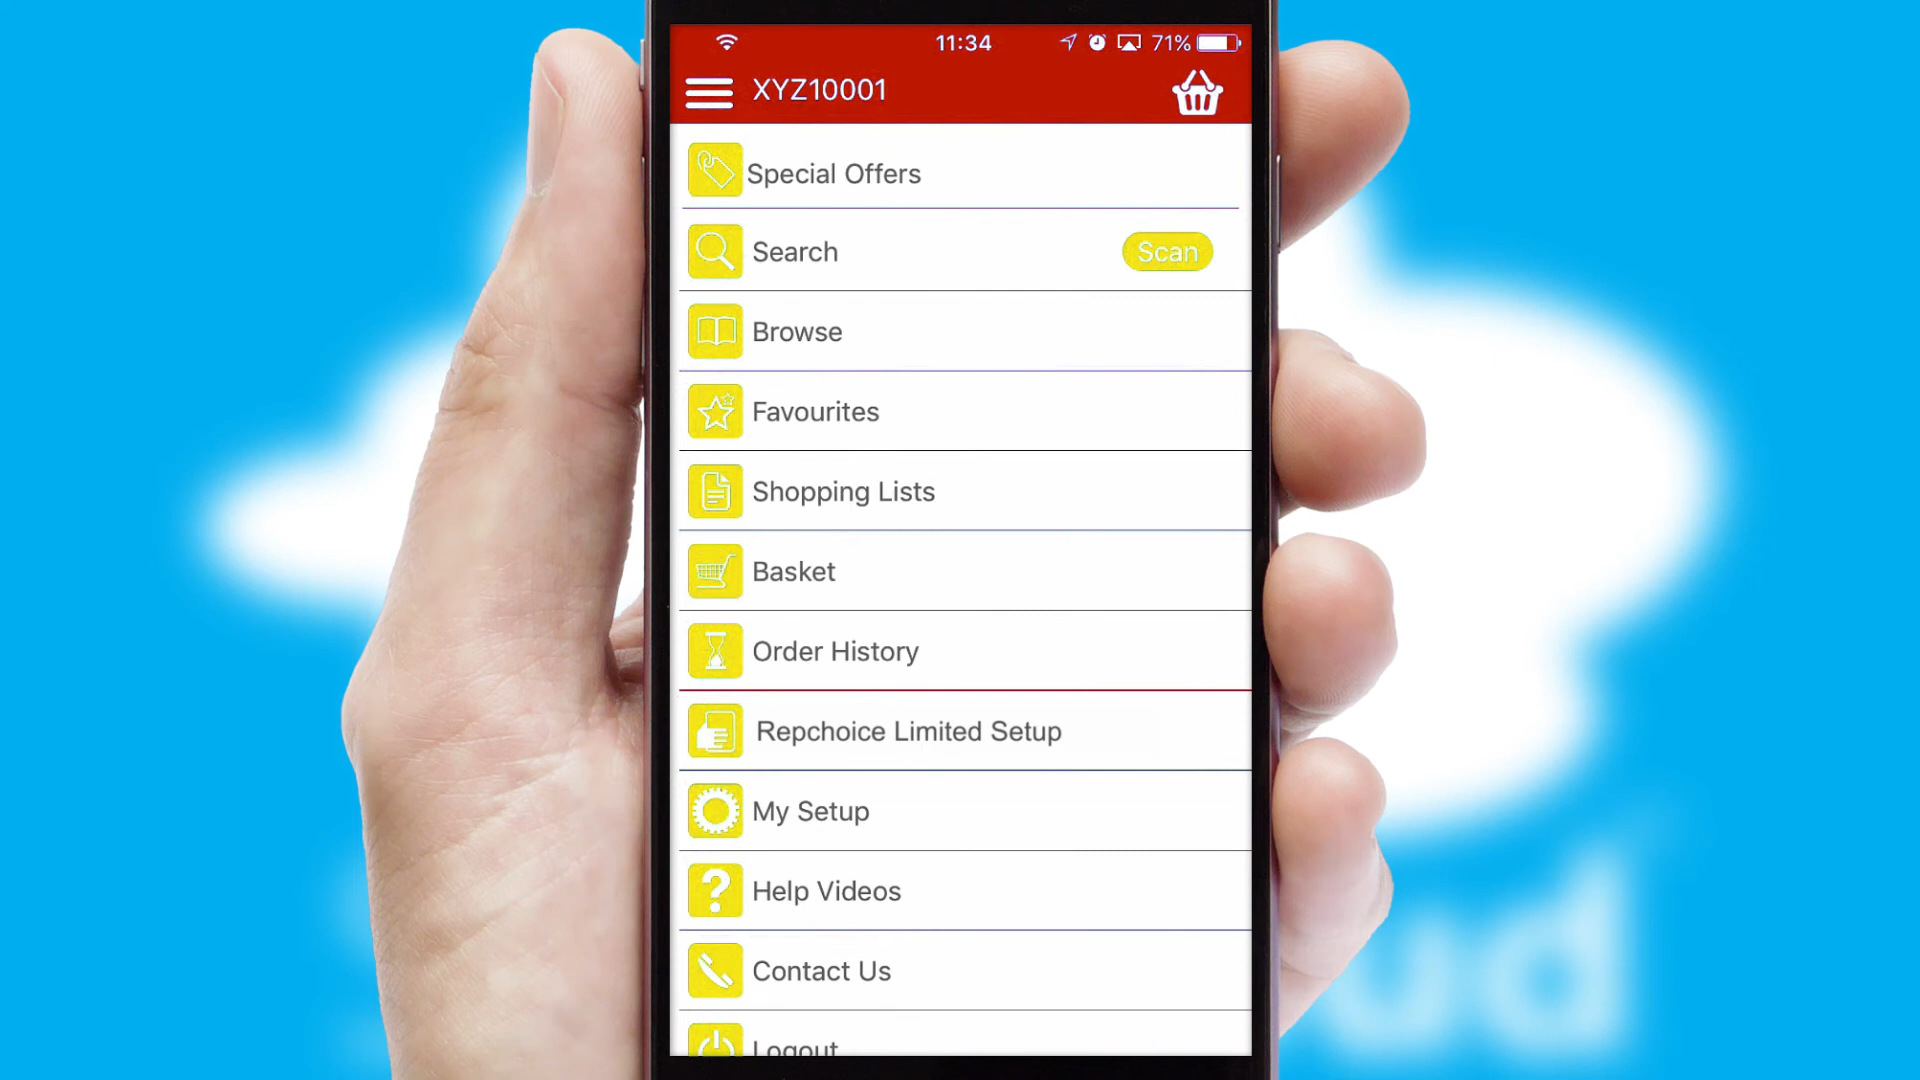 11:34 71%
XYZ10001
Special Offers
Search Scan
Browse
Favourites
Shopping Lists
Basket
Order History
Repchoice Limited Setup
My Setup
Help Videos
Contact Us
Logout